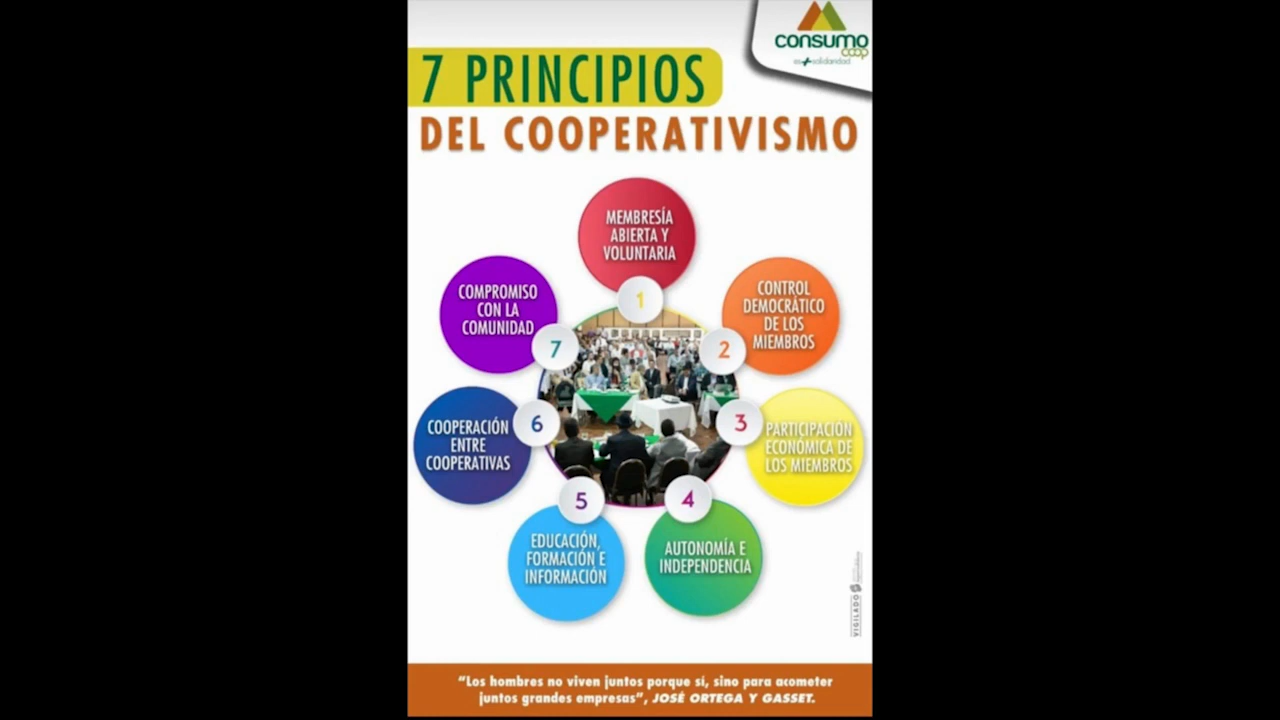 CONSUMO
COOP
es + solidaridad
7 PRINCIPIOS
DEL COOPERATIVISMO
MEMBRESÍA
ABIERTA Y
VOLUNTARIA
1
CONTROL
DEMOCRÁTICO
DE LOS
MIEMBROS
2
PARTICIPACIÓN
ECONÓMICA DE
LOS MIEMBROS
3
AUTONOMÍA E
INDEPENDENCIA
4
EDUCACIÓN,
FORMACIÓN E
INFORMACIÓN
5
COOPERACIÓN
ENTRE
COOPERATIVAS
6
COMPROMISO
CON LA
COMUNIDAD
7
VIGILADO
“Los hombres no viven juntos porque sí, sino para acometer
juntos grandes empresas”, JOSÉ ORTEGA Y GASSET.